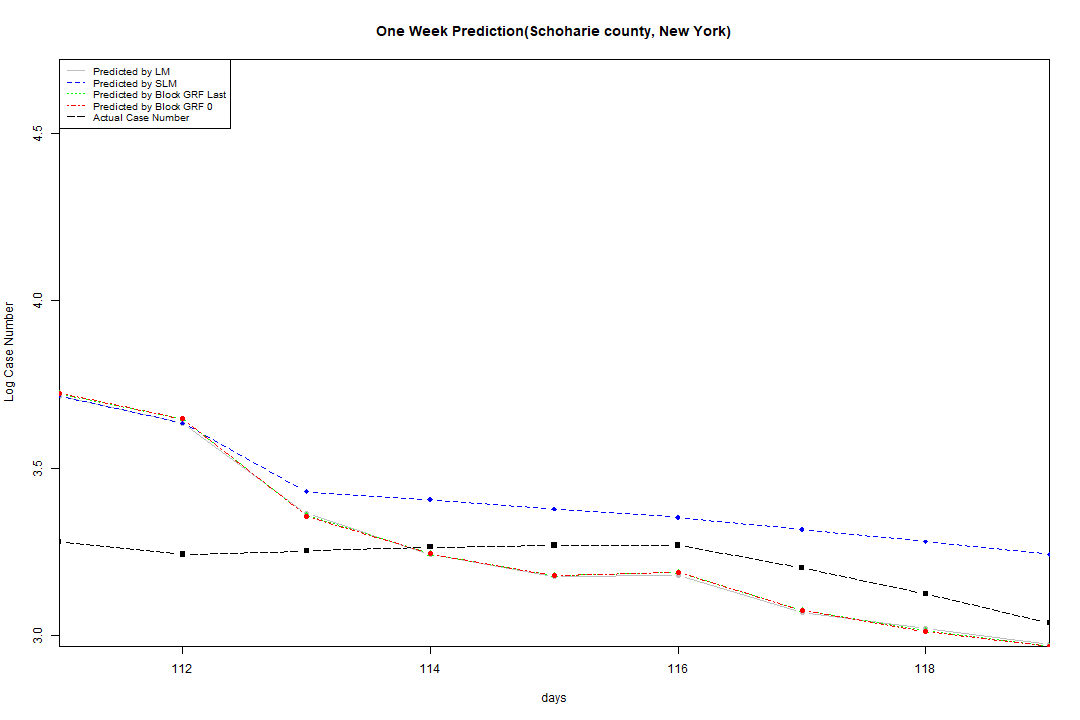 One Week Prediction(Schoharie county, New York)
Predicted by LM
Predicted by SLM
Predicted by Block GRF Last
Predicted by Block GRF 0
Actual Case Number
4.5
4.0
3.5
3.0
Log Case Number
112 114 116 118
days